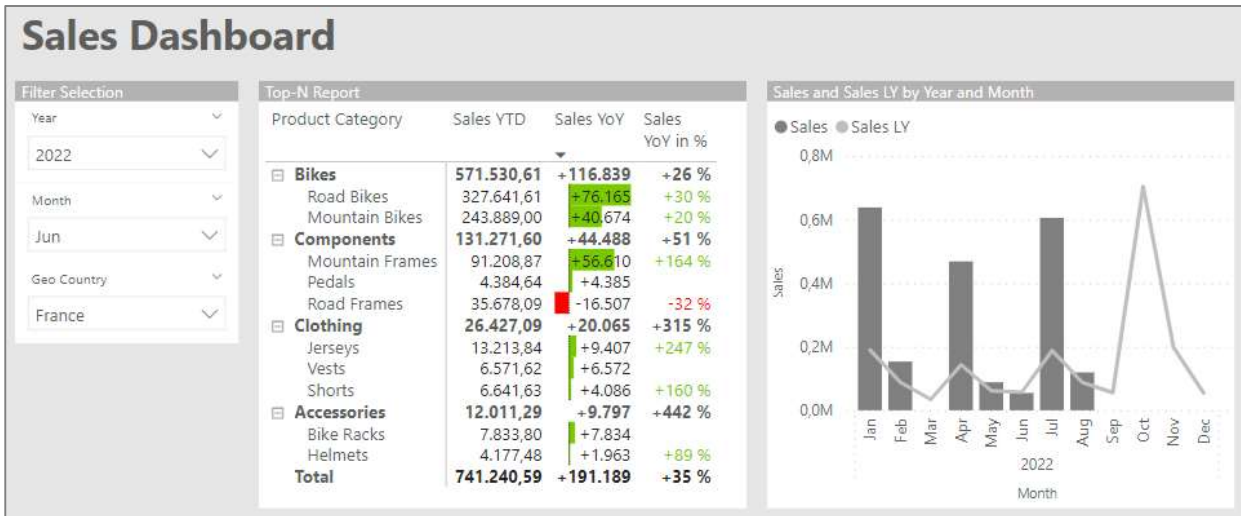 Sales Dashboard
Filter Selection
Year
2022
Month
Jun
Geo Country
France
Top-N Report
Product Category Sales YTD Sales YoY Sales YoY in %
Bikes 571.530,61 +116.839 +26 %
Road Bikes 327.641,61 +76.165 +30 %
Mountain Bikes 243.889,00 +40.674 +20 %
Components 131.271,60 +44.488 +51 %
Mountain Frames 91.208,87 +56.610 +164 %
Pedals 4.384,64 +4.385
Road Frames 35.678,09 -16.507 -32 %
Clothing 26.427,09 +20.065 +315 %
Jerseys 13.213,84 +9.407 +247 %
Vests 6.571,62 +6.572
Shorts 6.641,63 +4.086 +160 %
Accessories 12.011,29 +9.797 +442 %
Bike Racks 7.833,80 +7.834
Helmets 4.177,48 +1.963 +89 %
Total 741.240,59 +191.189 +35 %
Sales and Sales LY by Year and Month
Sales Sales LY
0,8M
0,6M
0,4M
0,2M
0,0M
Sales
Jan Feb Mar Apr May Jun Jul Aug Sep Oct Nov Dec
2022
Month